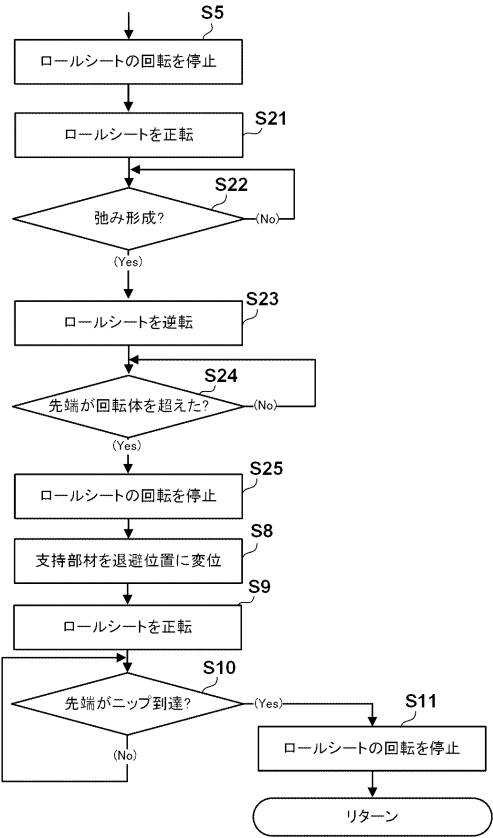 S5
ロールシートの回転を停止
S21
ロールシートを正転
S22
弛み形成?
(No)
(Yes)
S23
ロールシートを逆転
S24
先端が回転体を超えた?
(No)
(Yes)
S25
ロールシートの回転を停止
S8
支持部材を退避位置に変位
S9
ロールシートを正転
S10
先端がニップ到達?
(Yes)
(No)
S11
ロールシートの回転を停止
リターン